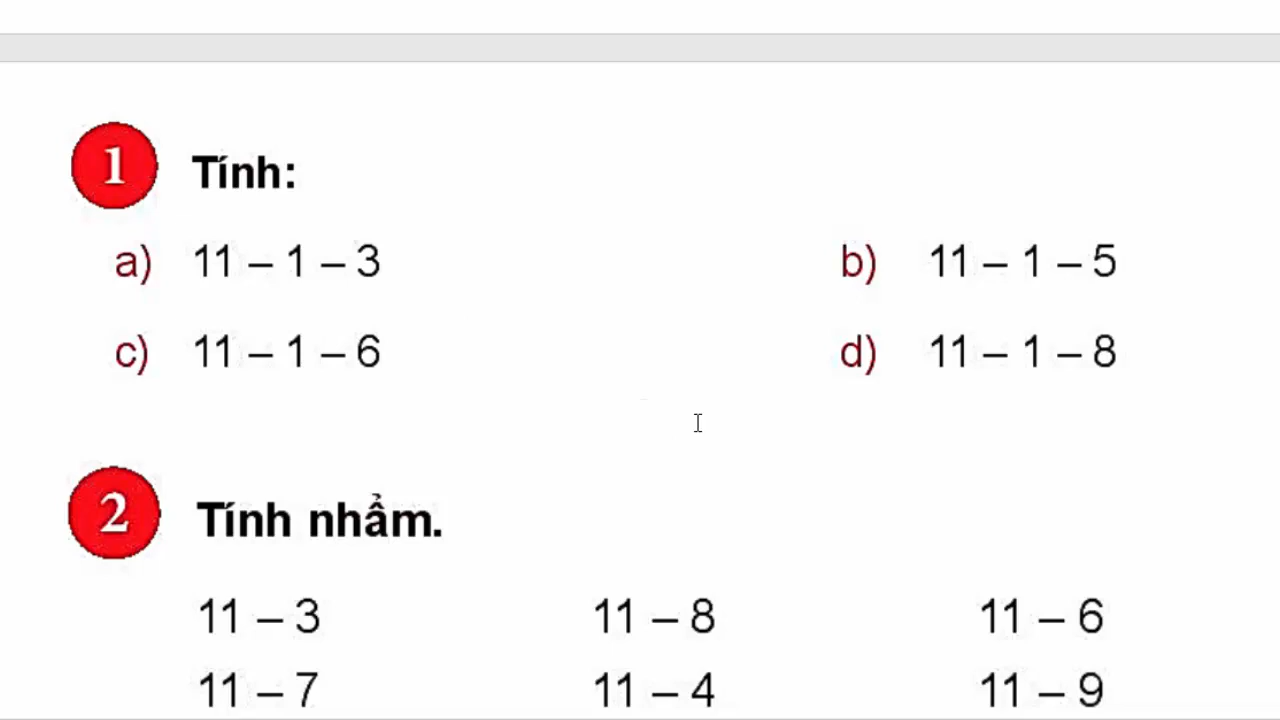 1 Tính:
a) 11 – 1 – 3 b) 11 – 1 – 5
c) 11 – 1 – 6 d) 11 – 1 – 8
2 Tính nhẩm.
11 – 3 11 – 8 11 – 6
11 – 7 11 – 4 11 – 9